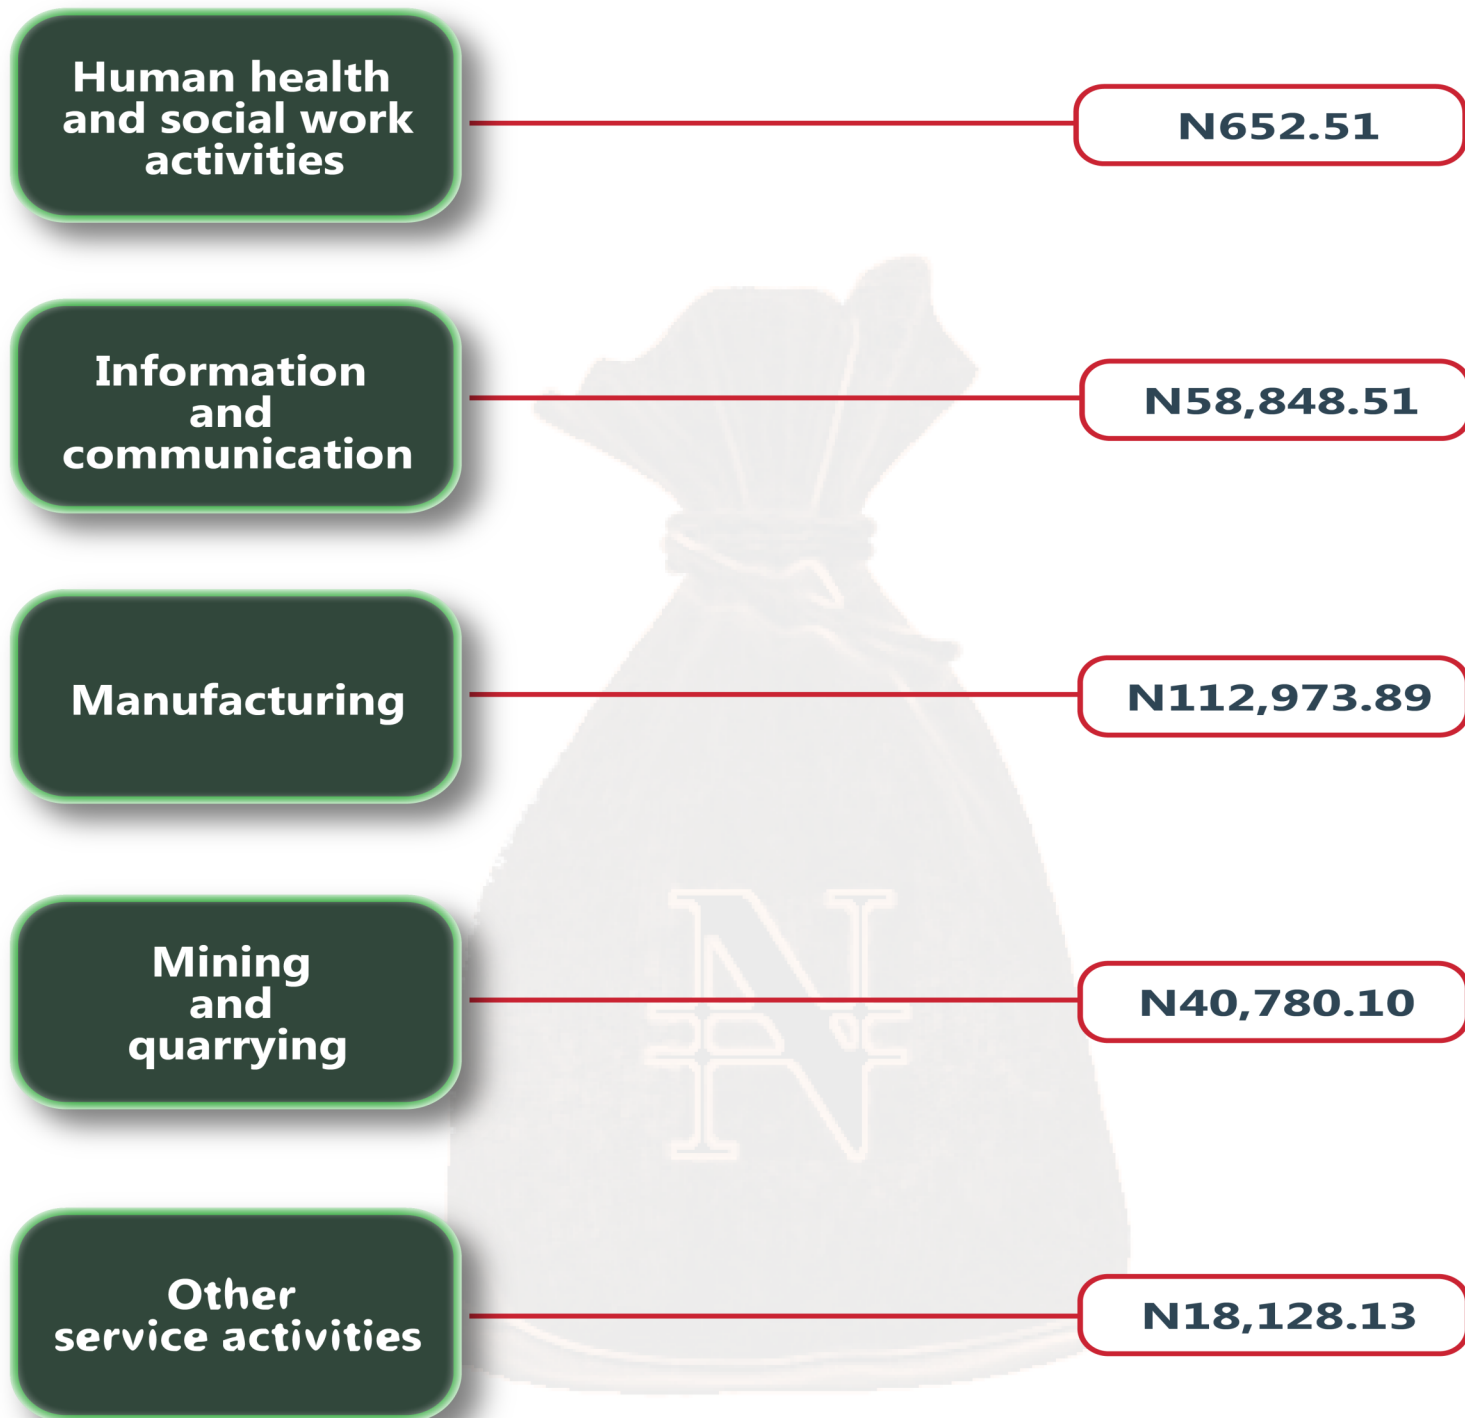 Human health
and social work
activities
N652.51
Information
and
communication
N58,848.51
Manufacturing
N112,973.89
Mining
and
quarrying
N40,780.10
N
Other
service activities
N18,128.13